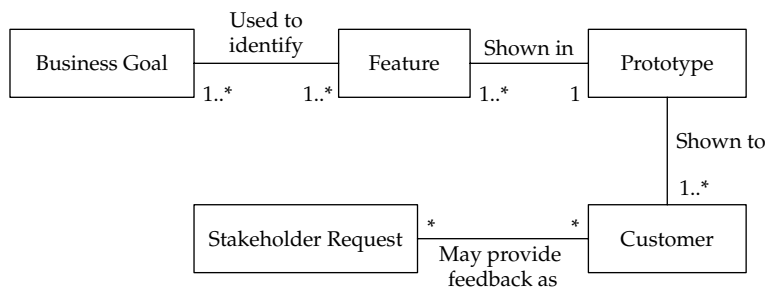 Used to
identify
Business Goal
Feature
Shown in
Prototype
1..*
1..*
1..*
1
Shown to
1..*
Stakeholder Request
*
*
Customer
May provide
feedback as